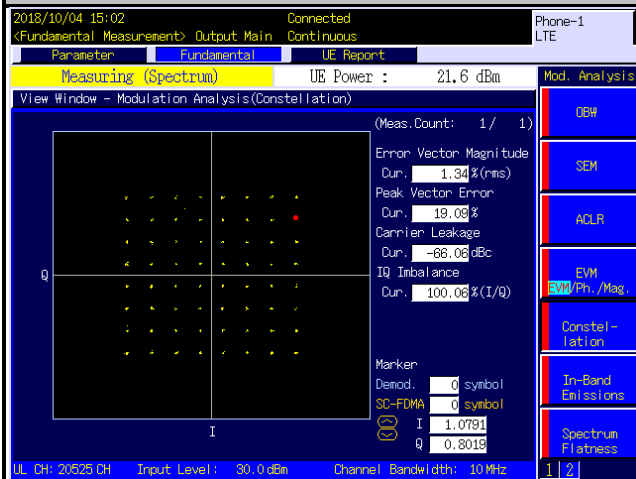 2018/10/04 15:02 Connected Phone-1
<Fundamental Measurement> Output Main Continuous LTE
Parameter Fundamental UE Report
Measuring (Spectrum) UE Power : 21.6 dBm Mod. Analysis
View Window - Modulation Analysis(Constellation)
OBW
(Meas.Count: 1/ 1)
Error Vector Magnitude
Cur. 1.34 %(rms)
SEM
Peak Vector Error
Cur. 19.09 %
ACLR
Carrier Leakage
Cur. -66.06 dBc
IQ Imbalance
Cur. 100.06 %(I/Q)
EVM
EVM/Ph./Mag.
Q
Constel-
lation
Marker
Demod. 0 symbol
SC-FDMA 0 symbol
In-Band
Emissions
I 1.0791
Q 0.8019
I
Spectrum
Flatness
UL CH: 20525 CH Input Level: 30.0 dBm Channel Bandwidth: 10 MHz 1 2